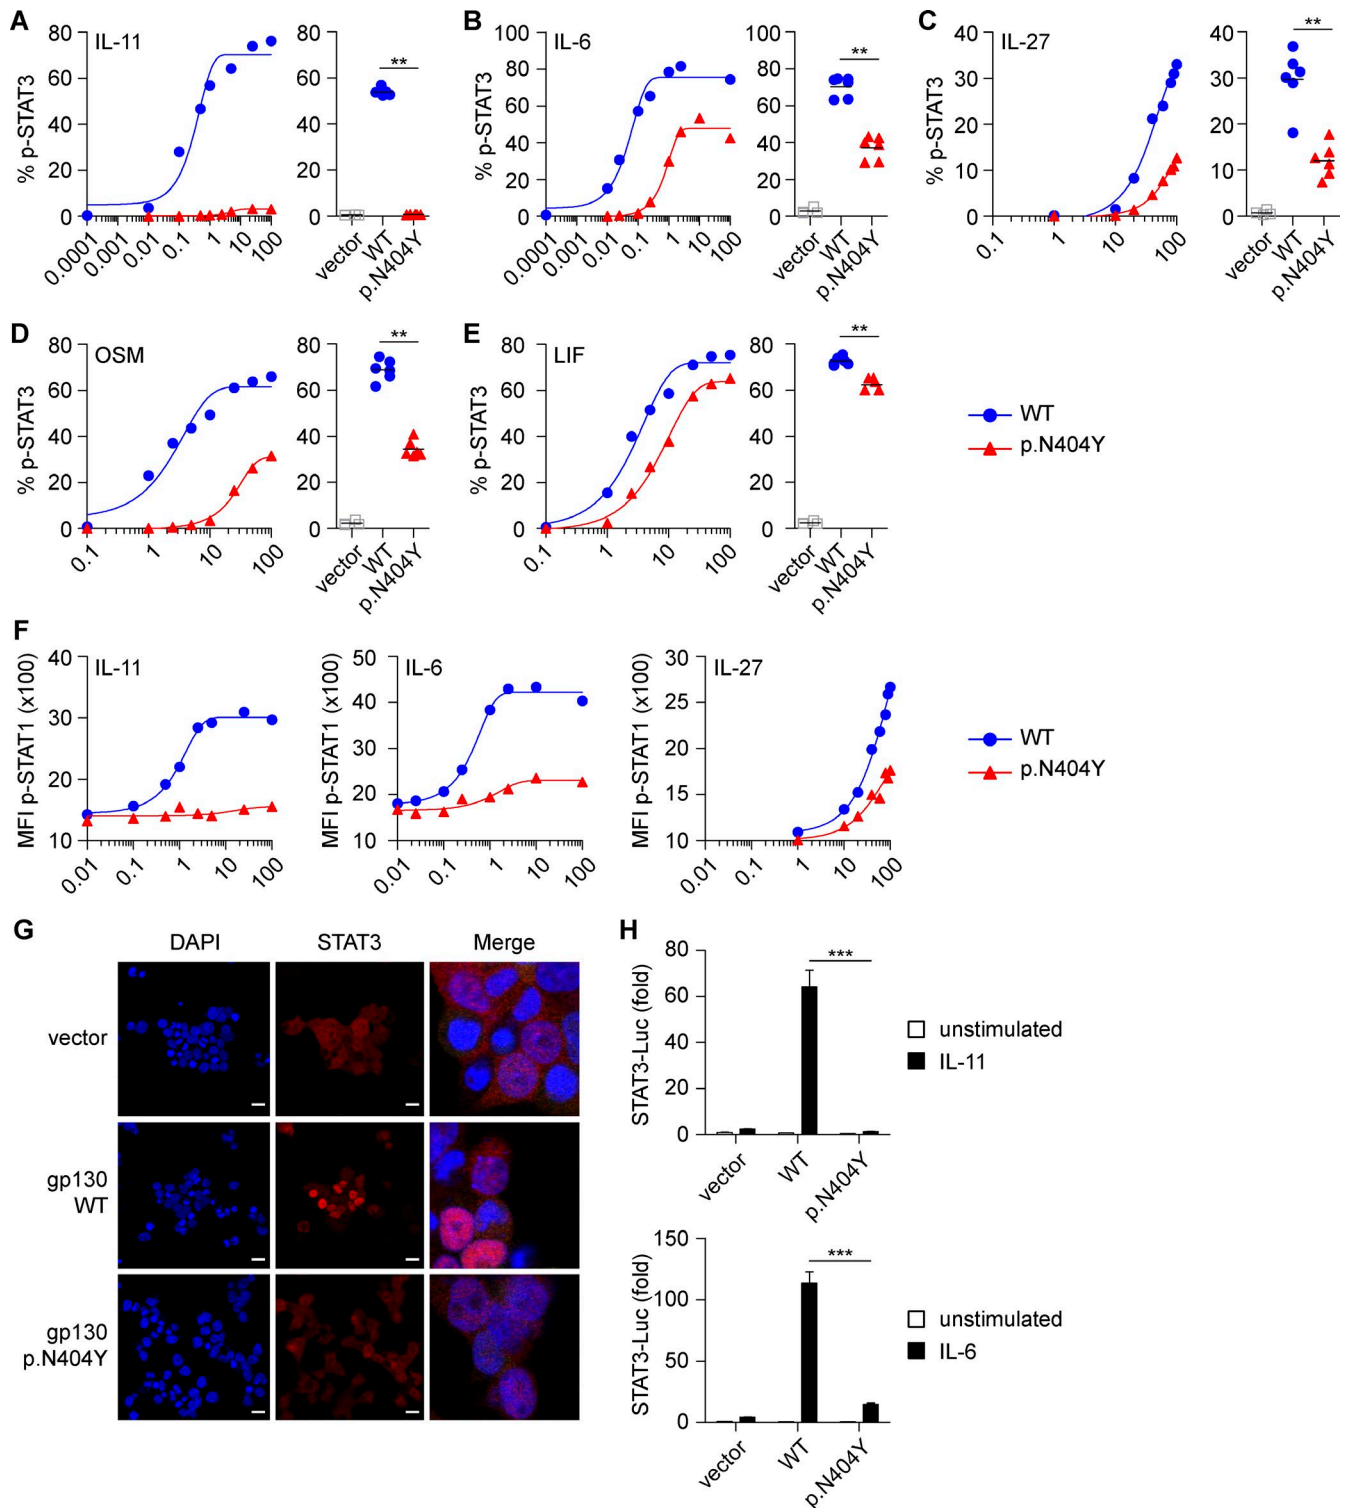 A
IL-11
% p-STAT3
80
60
40
20
0
0.0001
0.001
0.01
0.1
1
10
100
80
60
40
20
0
**
vector
WT
p.N404Y
B
IL-6
% p-STAT3
100
80
60
40
20
0
0.0001
0.001
0.01
0.1
1
10
100
100
80
60
40
20
0
**
vector
WT
p.N404Y
C
IL-27
% p-STAT3
40
30
20
10
0
0.1
1
10
100
40
30
20
10
0
**
vector
WT
p.N404Y
D
OSM
% p-STAT3
80
60
40
20
0
0.1
1
10
100
80
60
40
20
0
**
vector
WT
p.N404Y
E
LIF
% p-STAT3
80
60
40
20
0
0.1
1
10
100
80
60
40
20
0
**
vector
WT
p.N404Y
WT
p.N404Y
F
IL-11
MFI p-STAT1 (x100)
40
30
20
10
0.01
0.1
1
10
100
IL-6
MFI p-STAT1 (x100)
50
40
30
20
10
0.01
0.1
1
10
100
IL-27
MFI p-STAT1 (x100)
30
25
20
15
10
0.01
0.1
1
10
100
WT
p.N404Y
G
DAPI
STAT3
Merge
vector
gp130
WT
gp130
p.N404Y
H
STAT3-Luc (fold)
80
60
40
20
0
***
vector
WT
p.N404Y
unstimulated
IL-11
STAT3-Luc (fold)
150
100
50
0
***
vector
WT
p.N404Y
unstimulated
IL-6